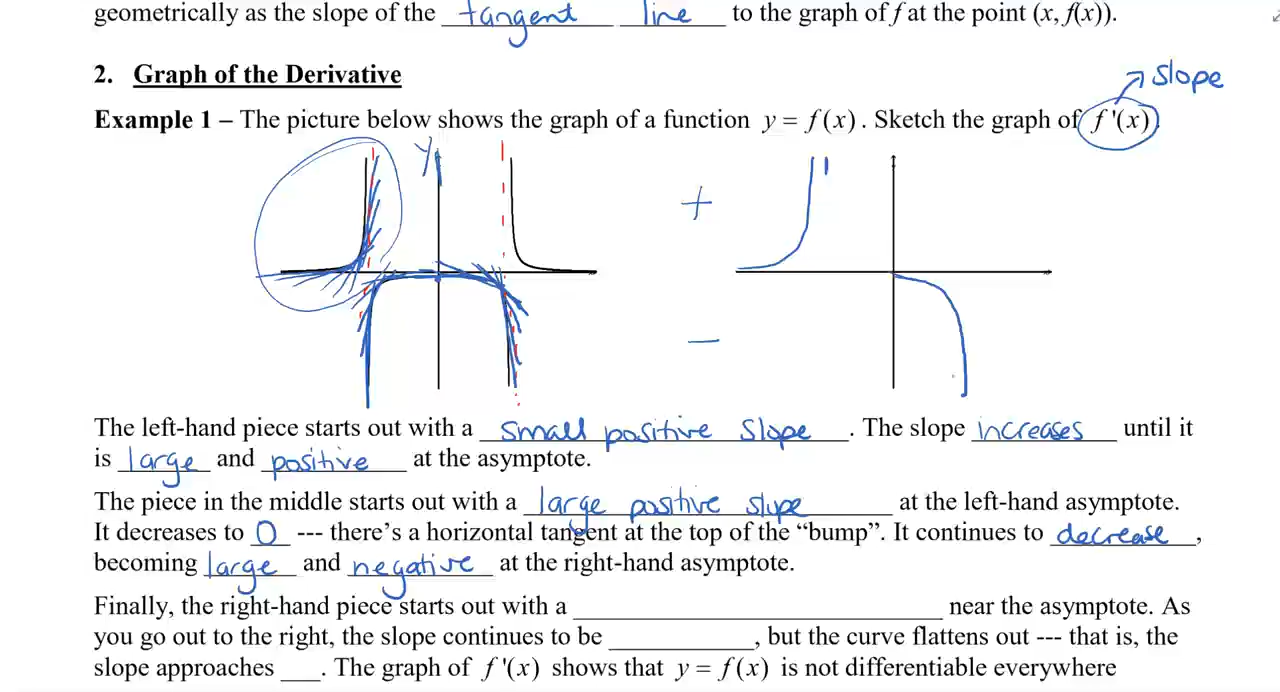 geometrically as the slope of the tangent line to the graph of f at the point (x, f(x)).
2. Graph of the Derivative
slope
Example 1 – The picture below shows the graph of a function y = f(x). Sketch the graph of f '(x)
y
+
–
The left-hand piece starts out with a small positive slope. The slope increases until it
is large and positive at the asymptote.
The piece in the middle starts out with a large positive slope at the left-hand asymptote.
It decreases to 0 --- there's a horizontal tangent at the top of the “bump”. It continues to decrease,
becoming large and negative at the right-hand asymptote.
Finally, the right-hand piece starts out with a ____ near the asymptote. As
you go out to the right, the slope continues to be ____, but the curve flattens out --- that is, the
slope approaches ___. The graph of f '(x) shows that y = f(x) is not differentiable everywhere